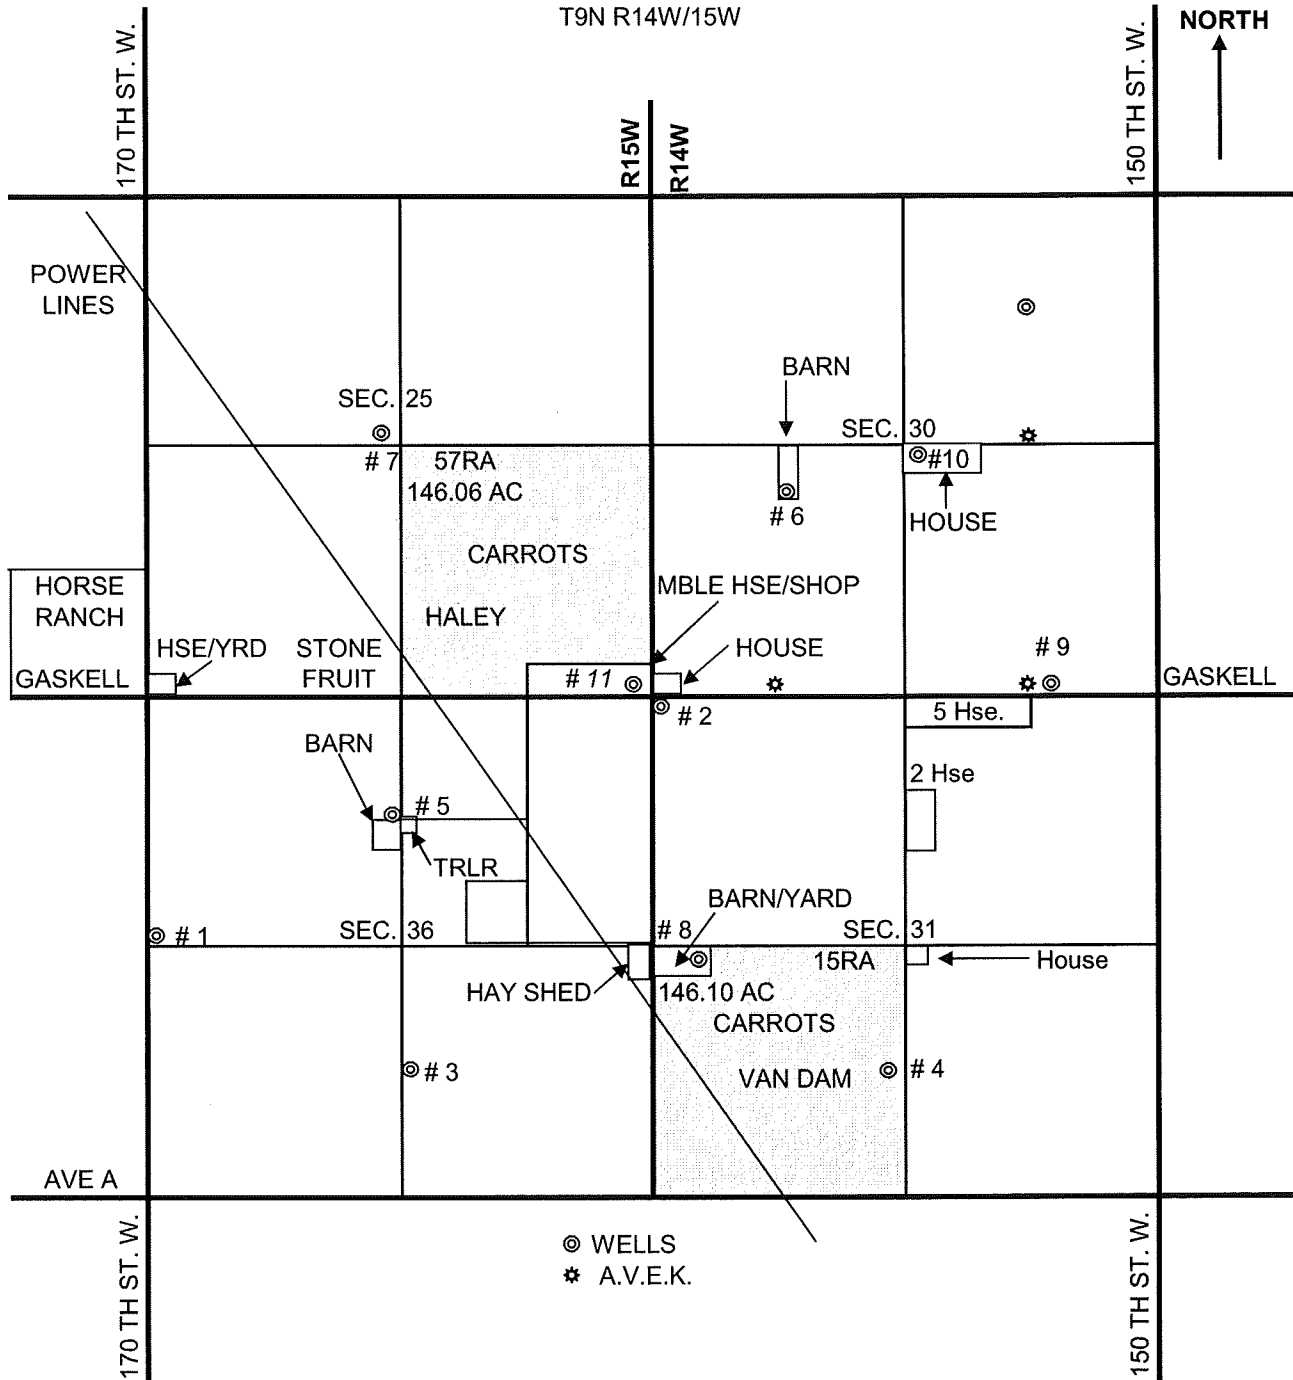 T9N R14W/15W
NORTH
170 TH ST. W.
R15W
R14W
150 TH ST. W.
POWER
LINES
BARN
SEC. 25
SEC. 30
# 7
57RA
#10
146.06 AC
# 6
HOUSE
CARROTS
HORSE
RANCH
MBLE HSE/SHOP
HALEY
HSE/YRD
STONE
FRUIT
HOUSE
# 9
GASKELL
# 11
GASKELL
# 2
5 Hse.
BARN
2 Hse
# 5
TRLR
BARN/YARD
# 1
SEC. 36
# 8
SEC. 31
15RA
House
HAY SHED
146.10 AC
CARROTS
# 3
VAN DAM
# 4
AVE A
170 TH ST. W.
WELLS
A.V.E.K.
150 TH ST. W.